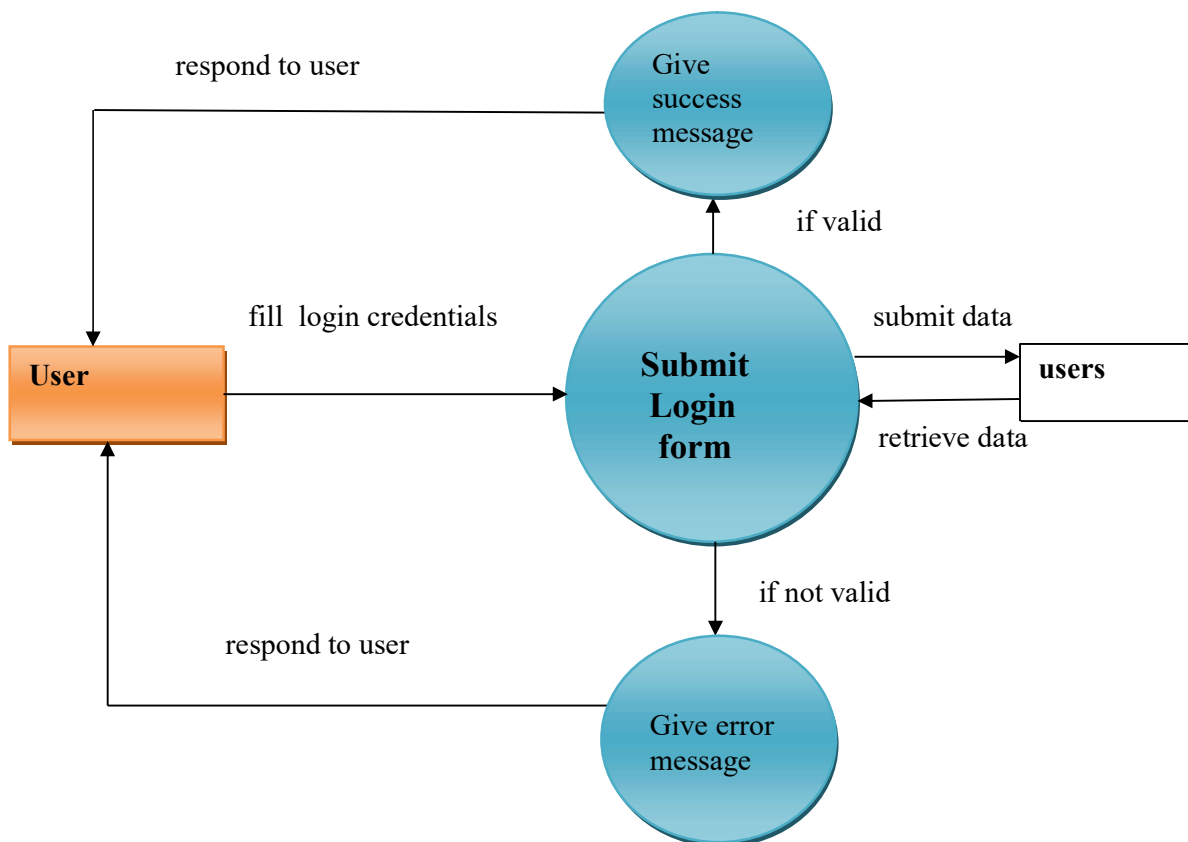 respond to user
Give
success
message
if valid
fill  login credentials
submit data
User
Submit
Login
form
users
retrieve data
if not valid
respond to user
Give error
message